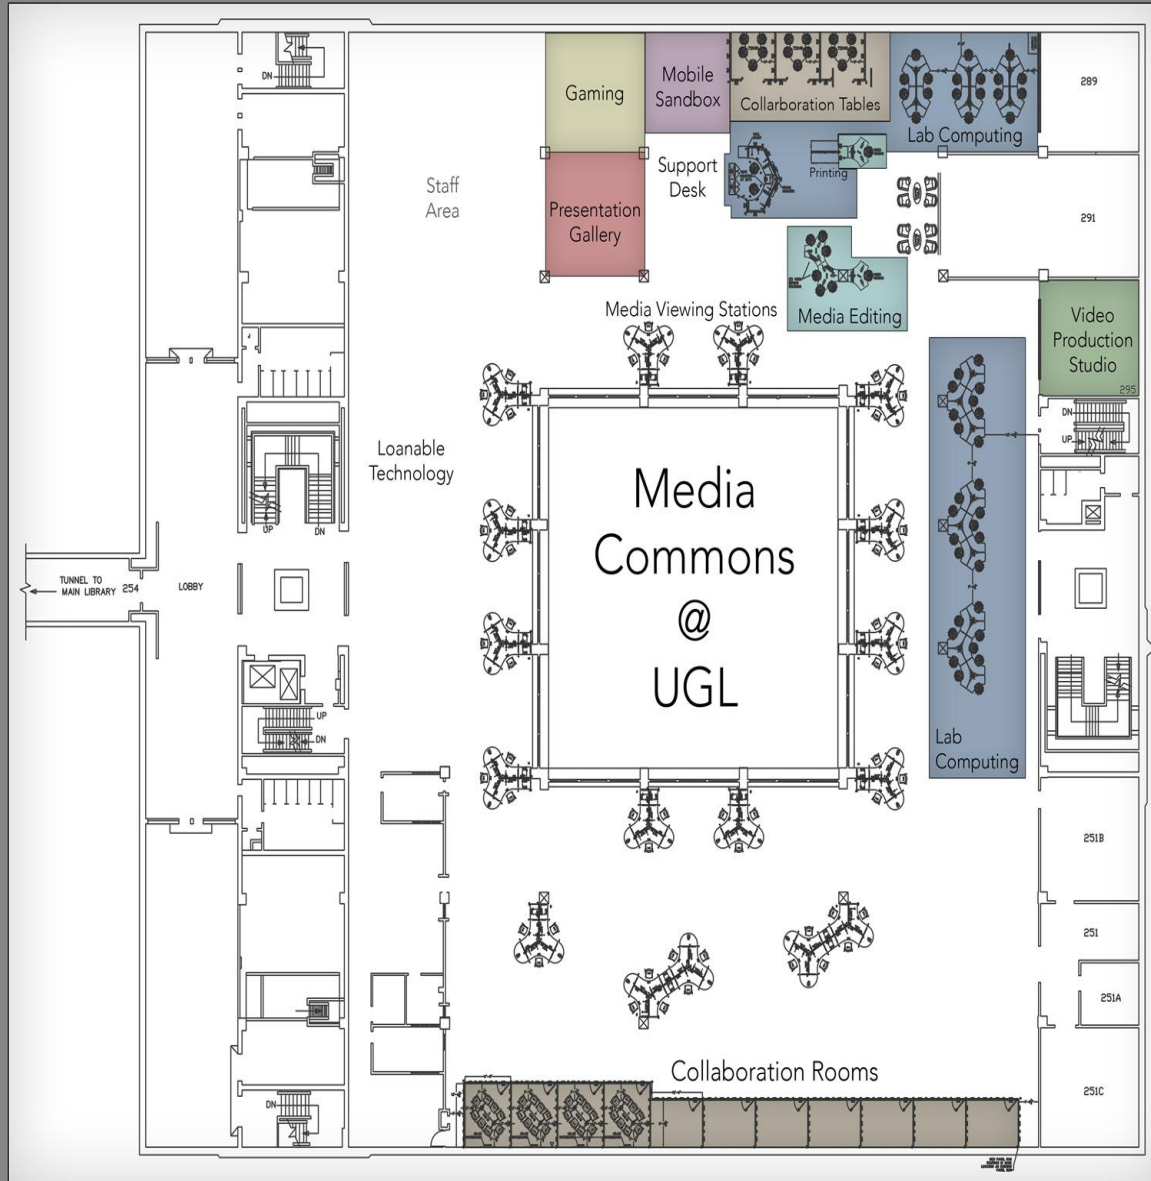 DN
Gaming
Mobile
Sandbox
Collarboration Tables
Lab Computing
289
Staff
Area
Support
Desk
Printing
Presentation
Gallery
291
Media Viewing Stations
Media Editing
Video
Production
Studio
295
DN
UP
Loanable
Technology
UP
DN
Media
Commons
@
UGL
TUNNEL TO
MAIN LIBRARY
254
LOBBY
UP
DN
Lab
Computing
251B
251
251A
Collaboration Rooms
251C
DN